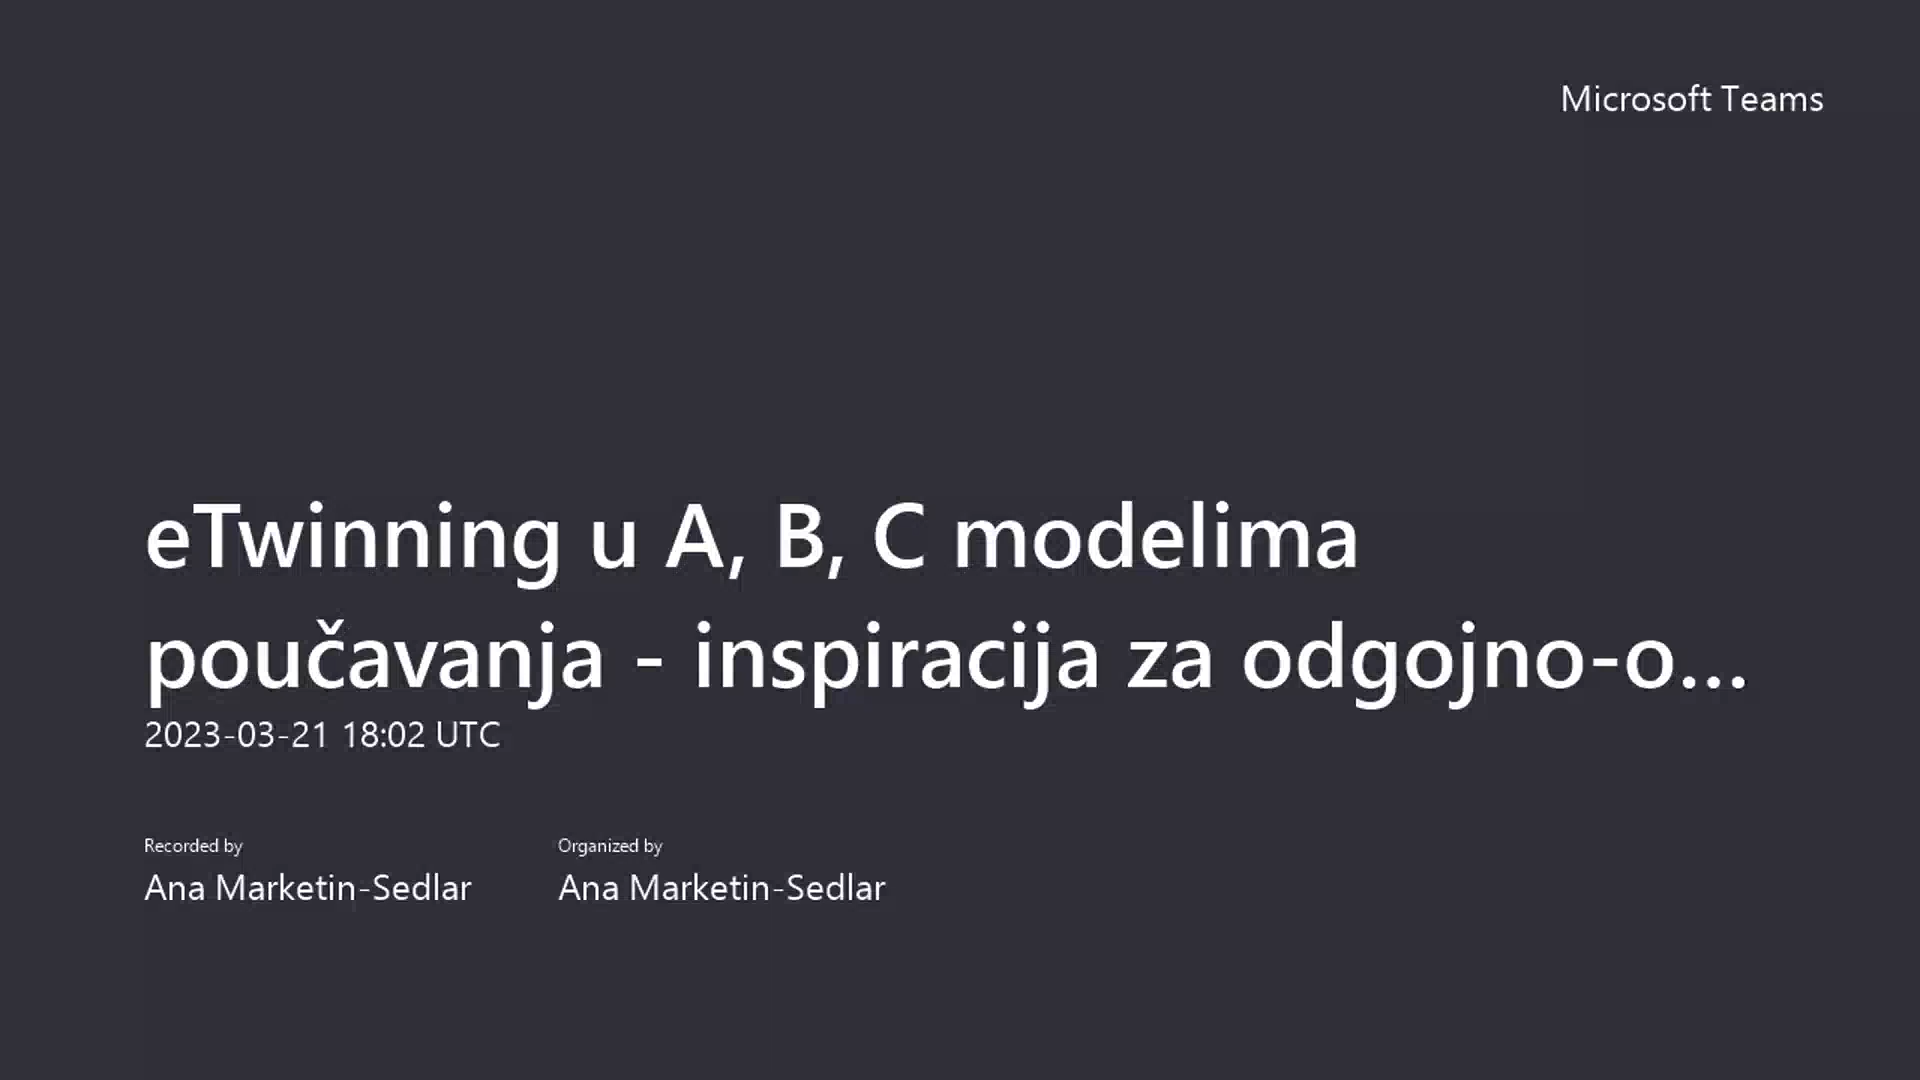 Microsoft Teams
eTwinning u A, B, C modelima
poučavanja - inspiracija za odgojno-o...
2023-03-21 18:02 UTC
Recorded by
Ana Marketin-Sedlar
Organized by
Ana Marketin-Sedlar